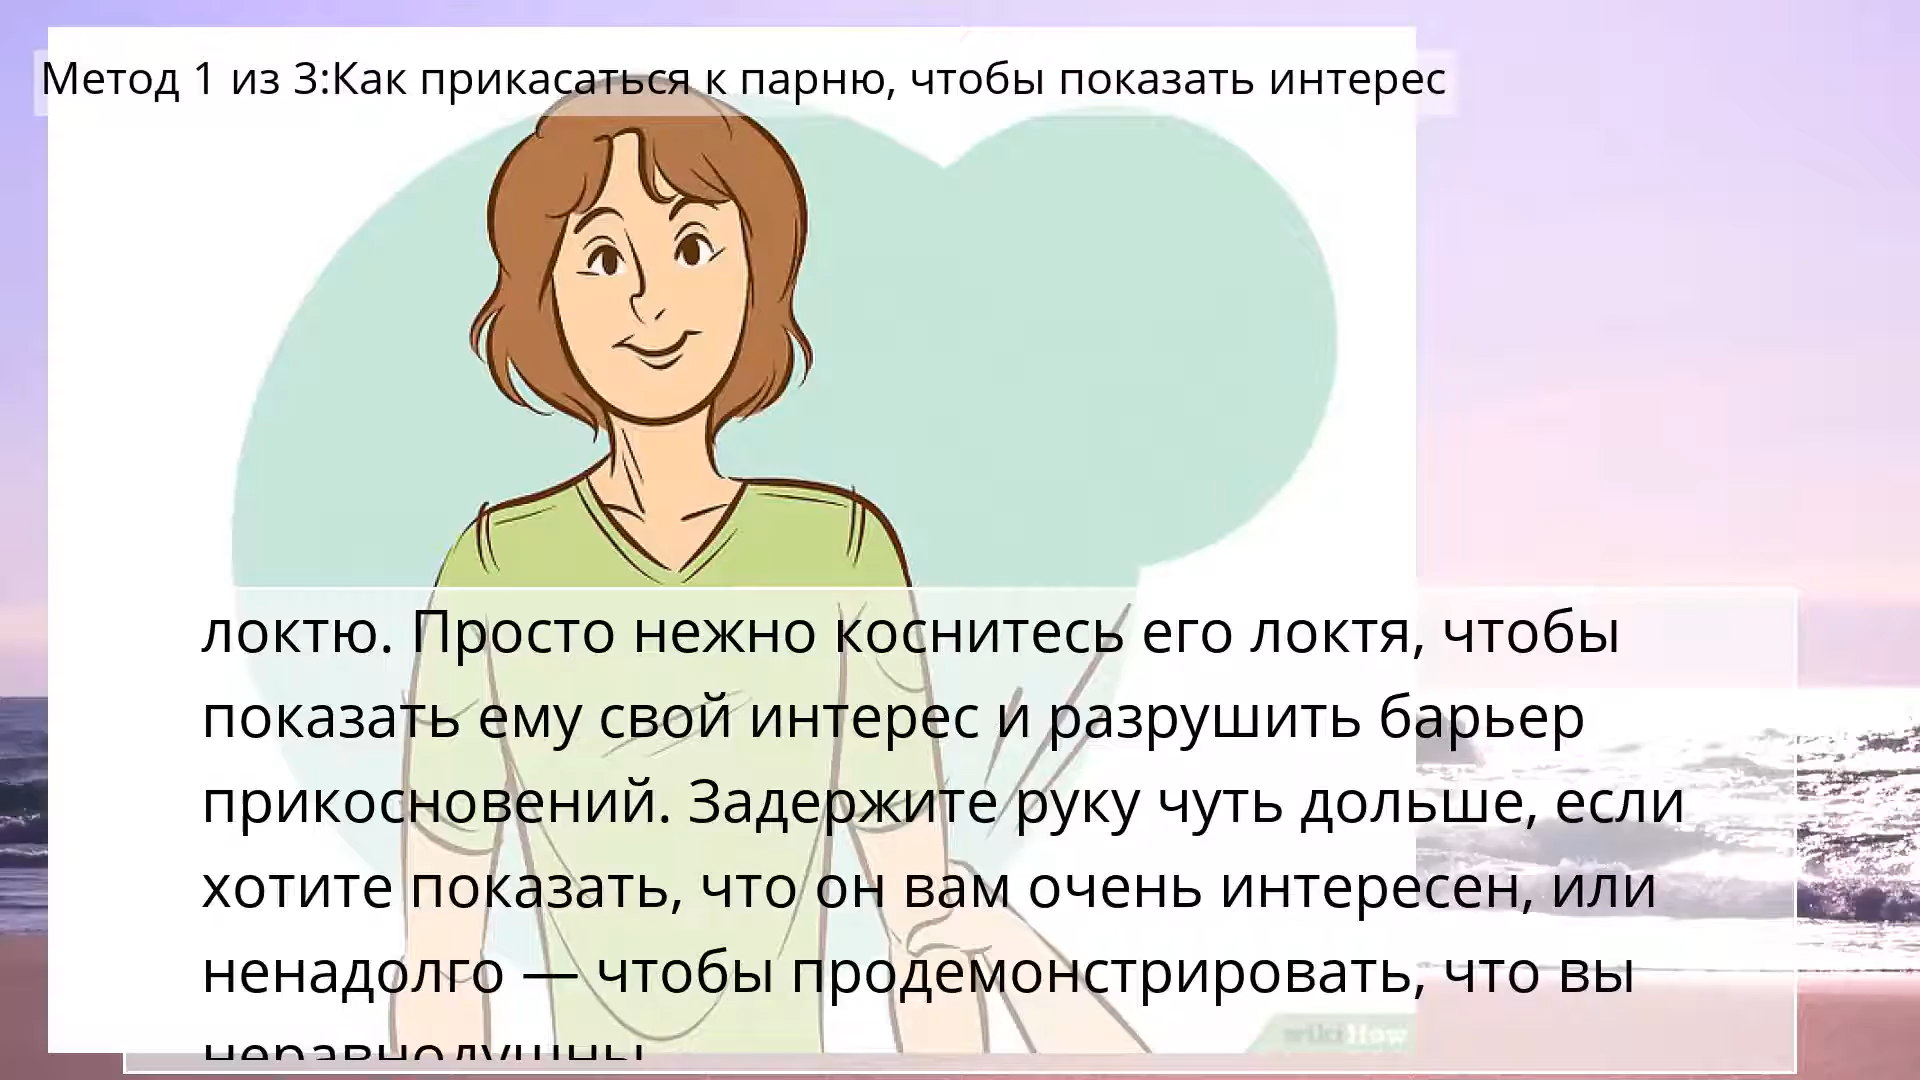 Метод 1 из 3:Как прикасаться к парню, чтобы показать интерес
локтю. Просто нежно коснитесь его локтя, чтобы
показать ему свой интерес и разрушить барьер
прикосновений. Задержите руку чуть дольше, если
хотите показать, что он вам очень интересен, или
ненадолго — чтобы продемонстрировать, что вы
неравнодушны
wikiHow